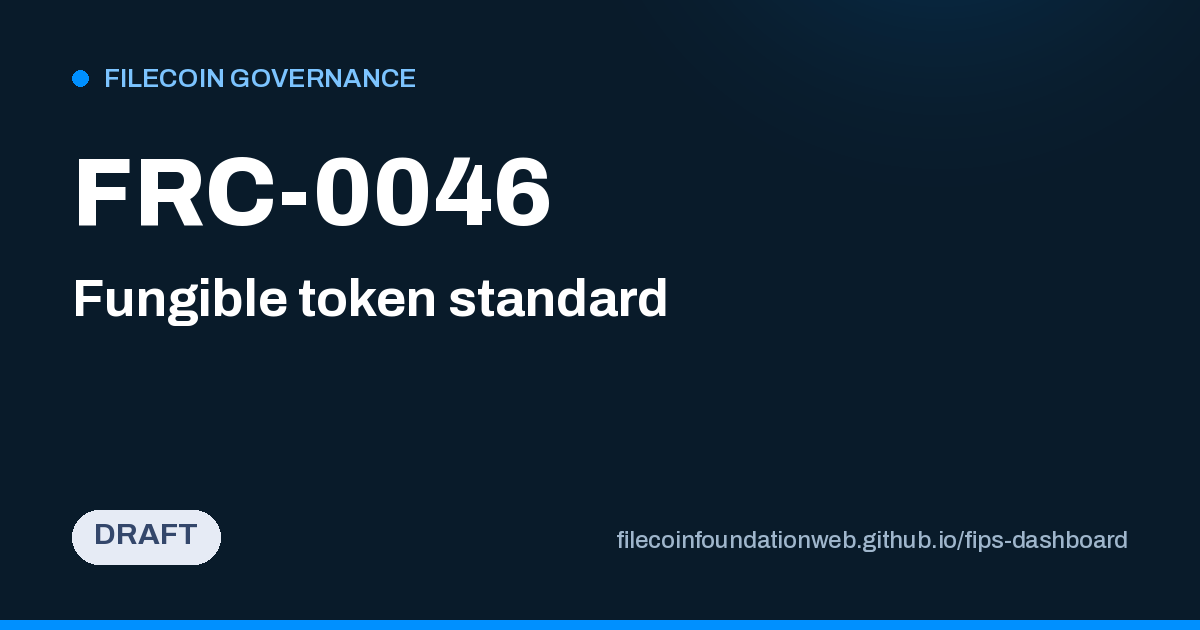 FILECOIN GOVERNANCE
FRC-0046
Fungible token standard
DRAFT
filecoinfoundationweb.github.io/fips-dashboard